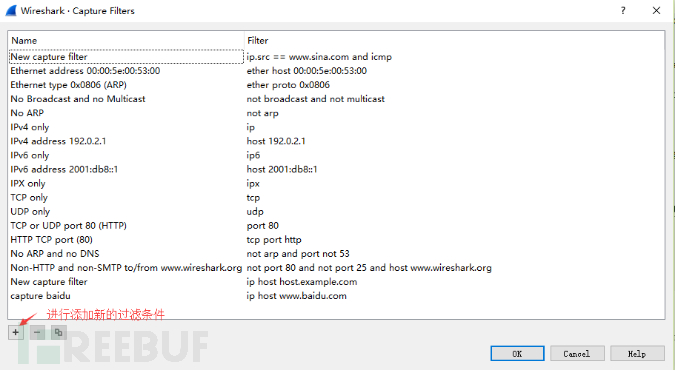 Wireshark · Capture Filters
Name Filter
New capture filter ip.src == www.sina.com and icmp
Ethernet address 00:00:5e:00:53:00 ether host 00:00:5e:00:53:00
Ethernet type 0x0806 (ARP) ether proto 0x0806
No Broadcast and no Multicast not broadcast and not multicast
No ARP not arp
IPv4 only ip
IPv4 address 192.0.2.1 host 192.0.2.1
IPv6 only ip6
IPv6 address 2001:db8::1 host 2001:db8::1
IPX only ipx
TCP only tcp
UDP only udp
TCP or UDP port 80 (HTTP) port 80
HTTP TCP port (80) tcp port http
No ARP and no DNS not arp and port not 53
Non-HTTP and non-SMTP to/from www.wireshark.org not port 80 and not port 25 and host www.wireshark.org
New capture filter ip host host.example.com
capture baidu ip host www.baidu.com
进行添加新的过滤条件
REEBUF
OK Cancel Help